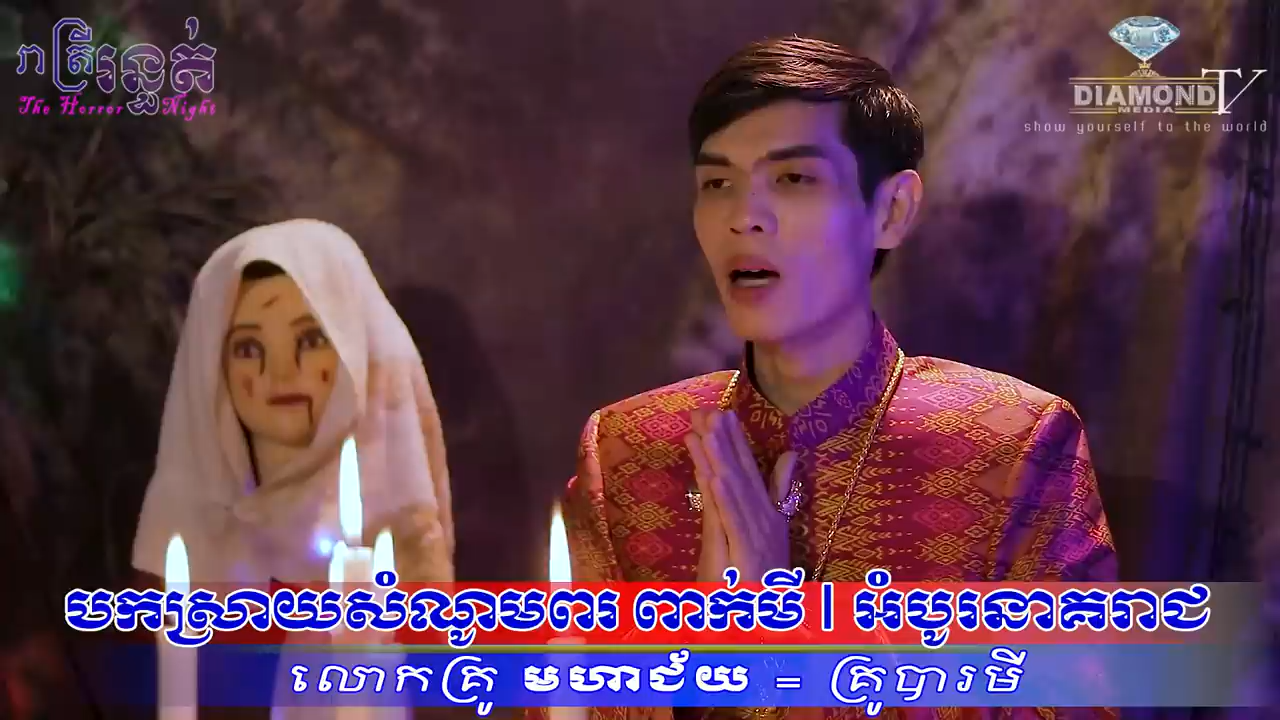 រាត្រីរន្ធត់
The Horror Night
DIAMOND TV
MEDIA
show yourself to the world
បកស្រាយសំណូមពរ ពាក់មី | អំបូរនាគរាជ
លោកគ្រូ មហាជ័យ = គ្រូបារមី